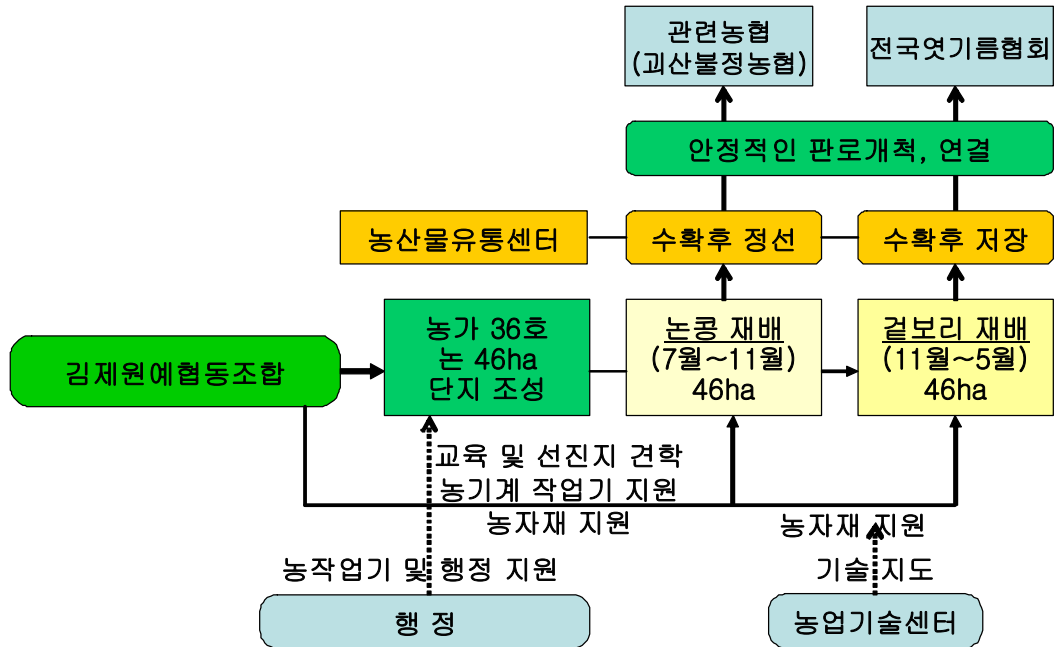 관련농협
(괴산불정농협)
전국엿기름협회
안정적인 판로개척, 연결
농산물유통센터
수확후 정선
수확후 저장
김제원예협동조합
농가 36호
논 46ha
단지 조성
논콩 재배
(7월~11월)
46ha
겉보리 재배
(11월~5월)
46ha
교육 및 선진지 견학
농기계 작업기 지원
농자재 지원
농자재 지원
농작업기 및 행정 지원
기술 지도
행 정
농업기술센터